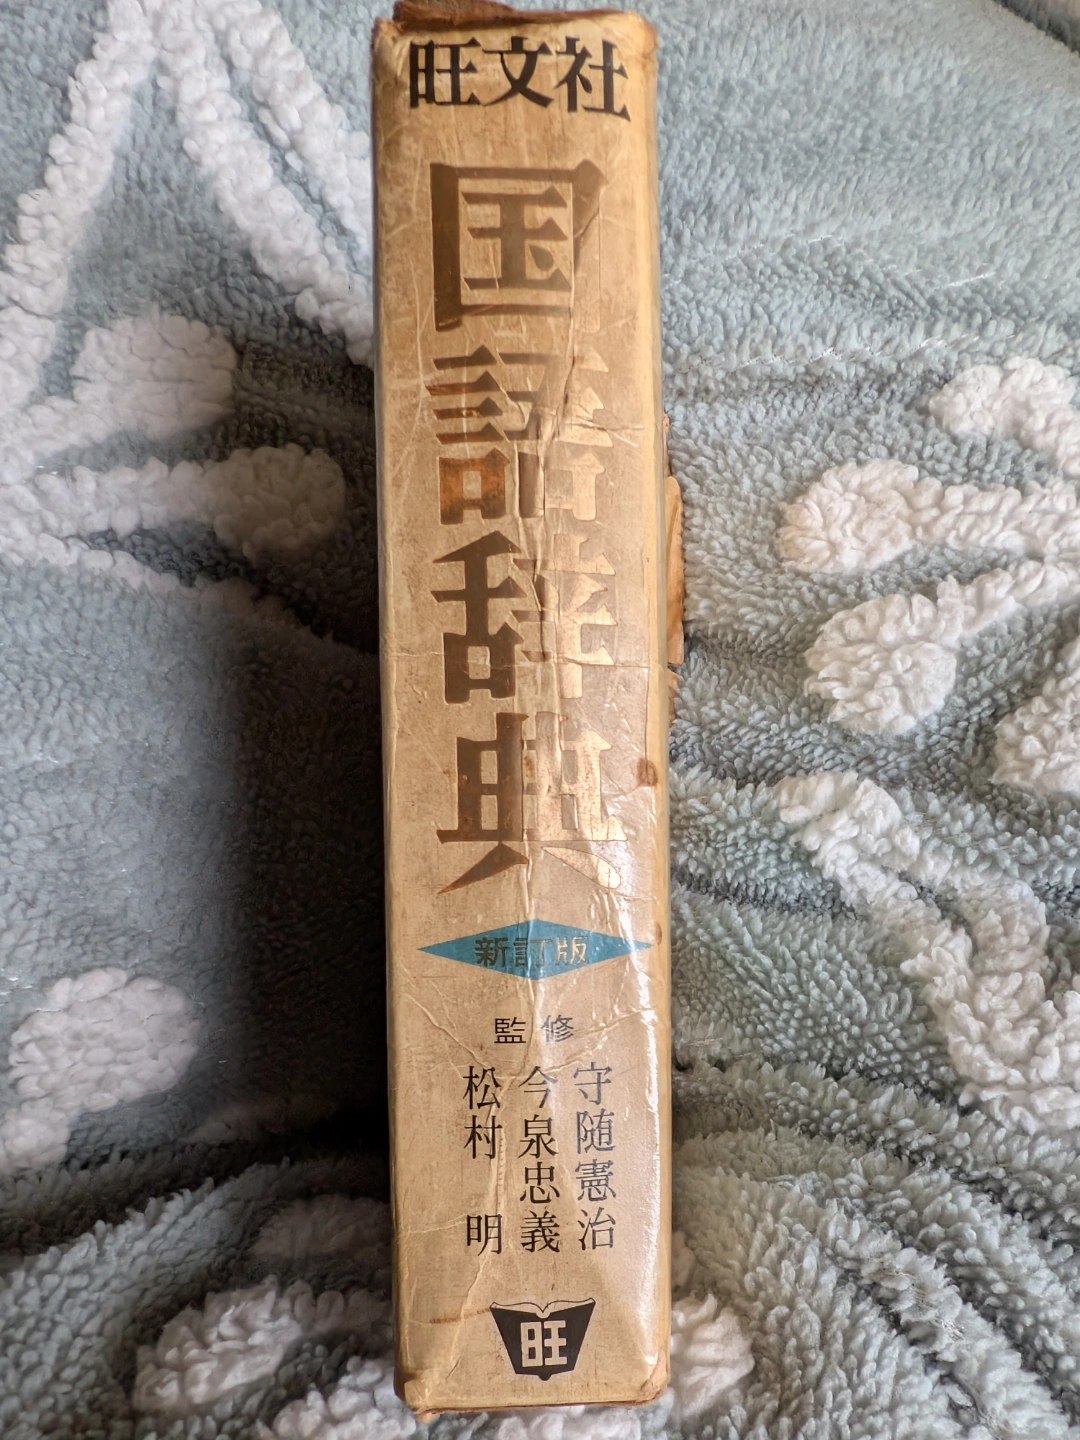 旺文社
国語辞典
新訂版
監修
守随憲治
今泉忠義
松村 明
旺